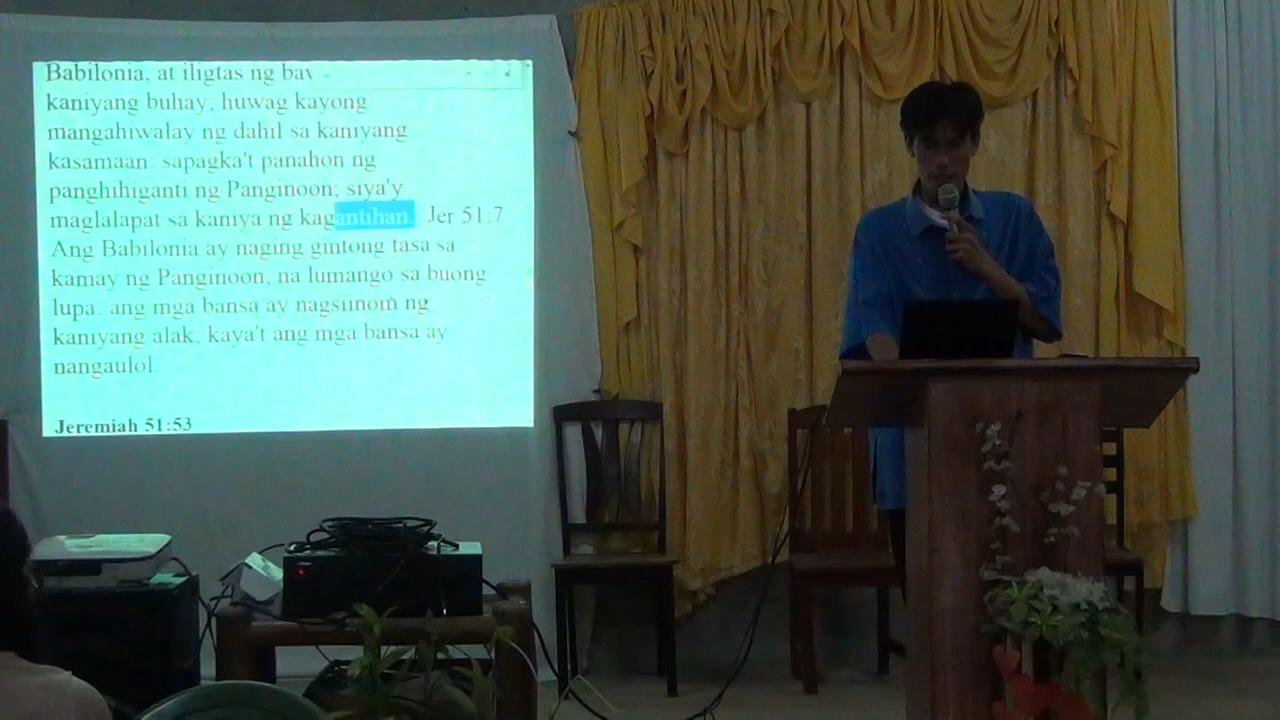 Babilonia, at iligtas ng
kaniyang buhay; huwag kayong
mangahiwalay ng dahil sa kaniyang
kasamaan: sapagka't panahon ng
panghihiganti ng Panginoon; siya'y
maglalapat sa kaniya ng kagantihan. Jer 51:7
Ang Babilonia ay naging gintong tasa sa
kamay ng Panginoon, na lumango sa buong
lupa: ang mga bansa ay nagsiinom ng
kaniyang alak; kaya't ang mga bansa ay
nangaulol.
Jeremiah 51:53